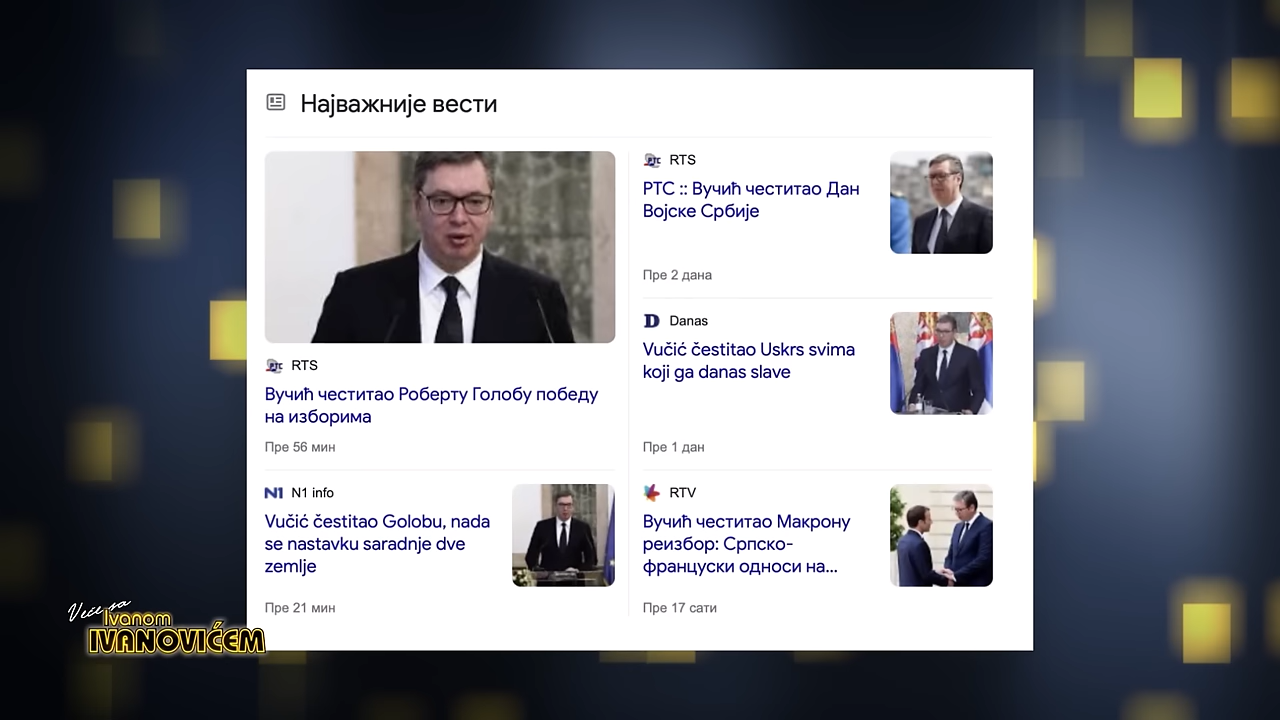 Најважније вести
RTS
Вучић честитао Роберту Голобу победу
на изборима
Пре 56 мин
N1 N1 info
Vučić čestitao Golobu, nada
se nastavku saradnje dve
zemlje
Пре 21 мин
РТС RTS
РТС :: Вучић честитао Дан
Војске Србије
Пре 2 дана
D Danas
Vučić čestitao Uskrs svima
koji ga danas slave
Пре 1 дан
RTV
Вучић честитао Макрону
реизбор: Српско-
француски односи на...
Пре 17 сати
Veče sa
Ivanom
IVANOVIĆEM